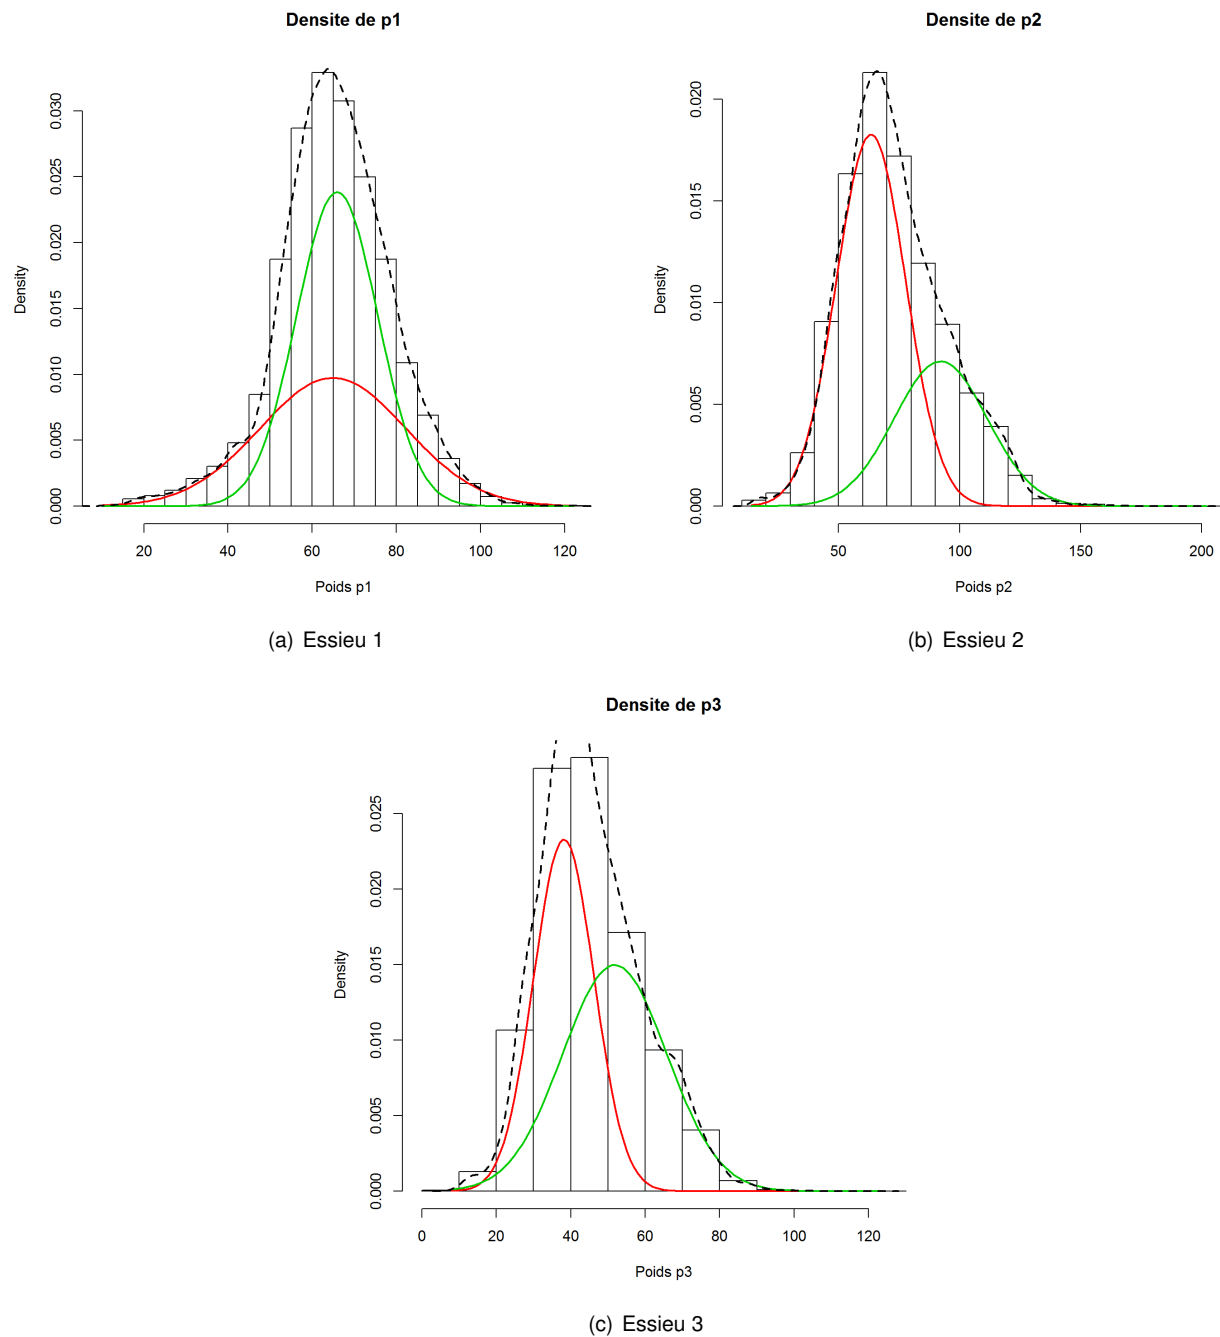 Densite de p1
Density
0.000 0.005 0.010 0.015 0.020 0.025 0.030
20 40 60 80 100 120
Poids p1
(a) Essieu 1
Densite de p2
Density
0.000 0.005 0.010 0.015 0.020
50 100 150 200
Poids p2
(b) Essieu 2
Densite de p3
Density
0.000 0.005 0.010 0.015 0.020 0.025
0 20 40 60 80 100 120
Poids p3
(c) Essieu 3